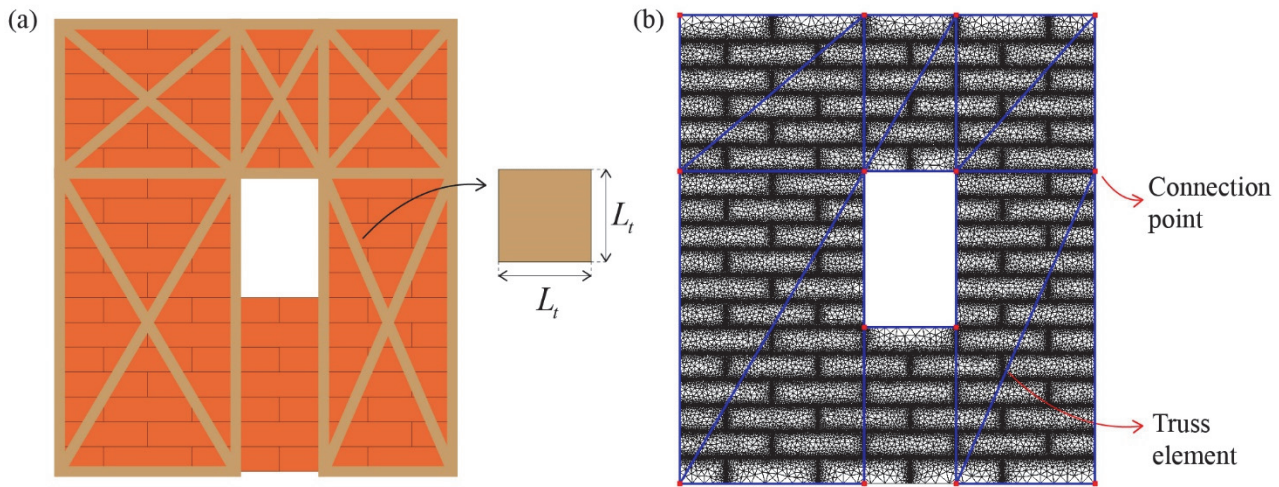 (a)
L_t
L_t
(b)
Connection
point
Truss
element